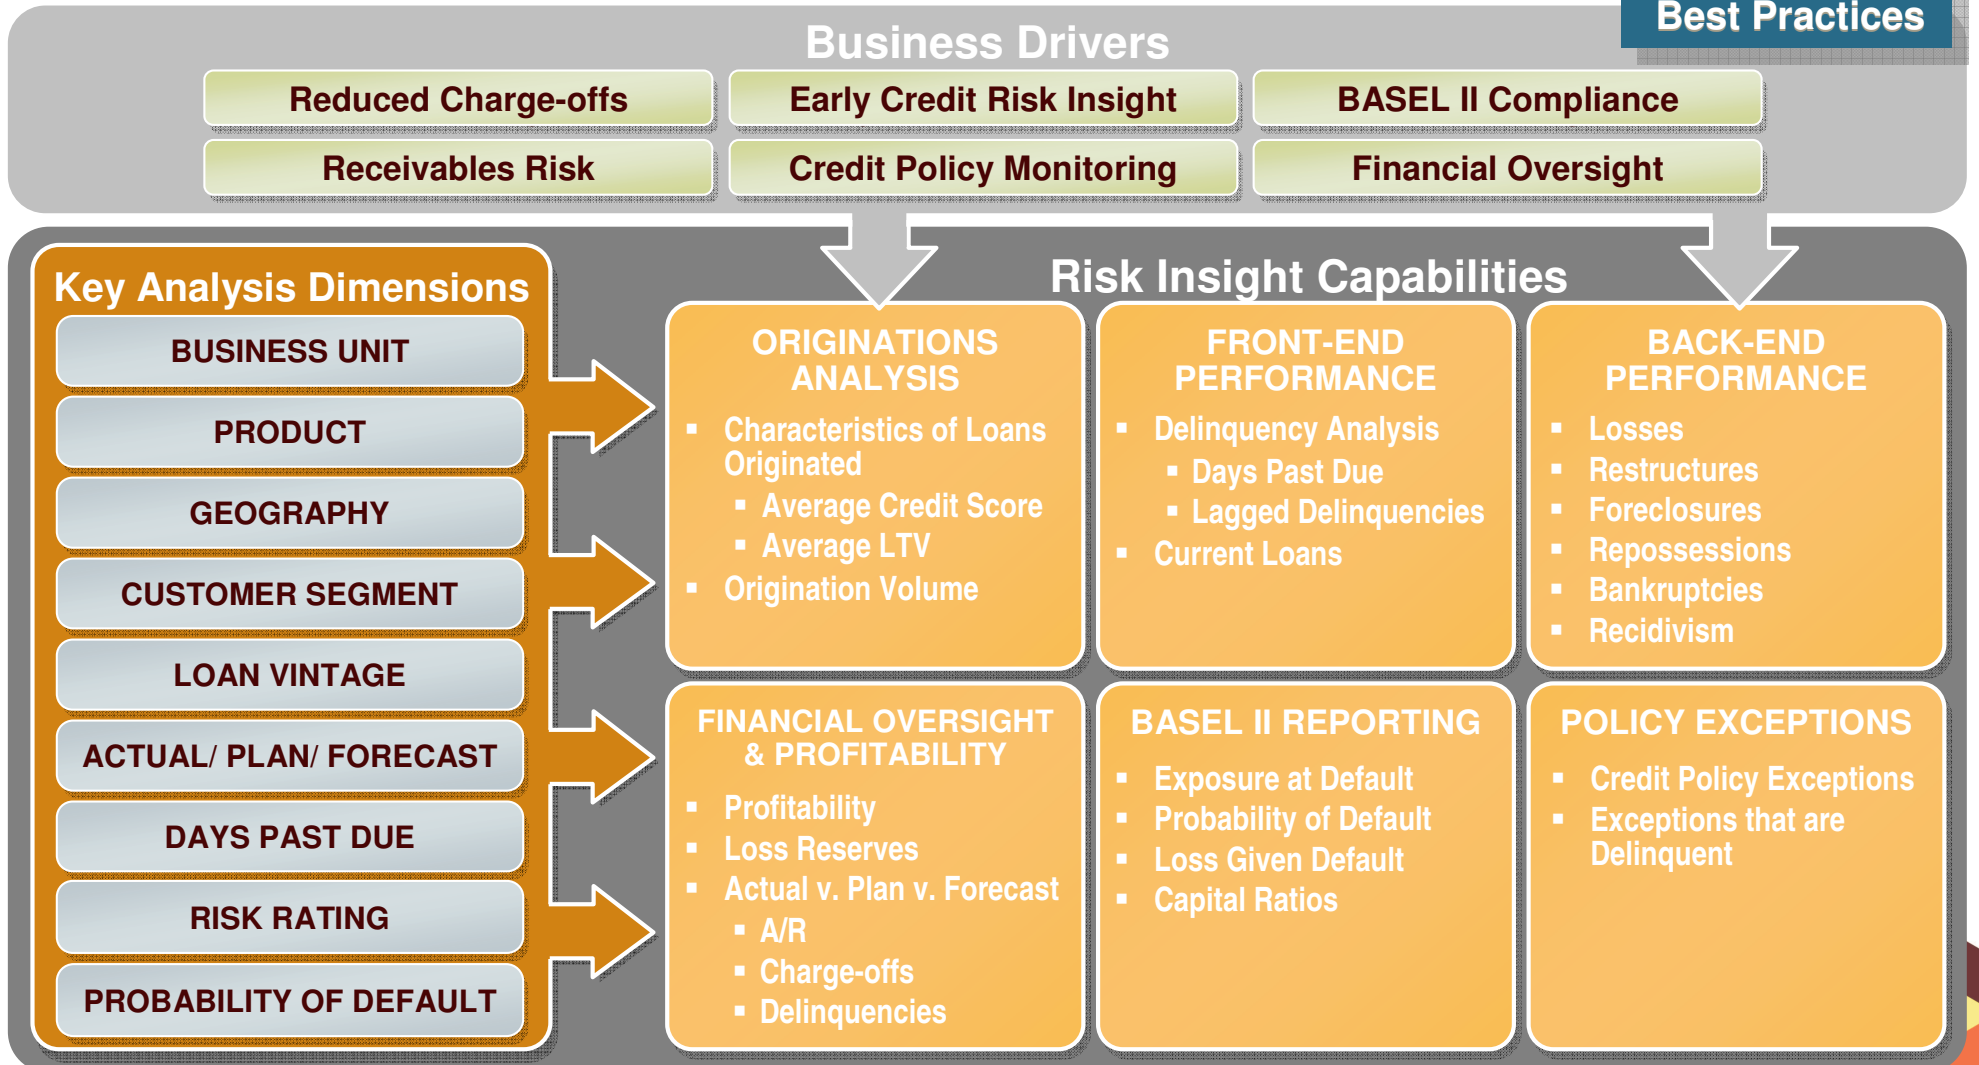 Best Practices
Business Drivers
Reduced Charge-offs
Early Credit Risk Insight
BASEL II Compliance
Receivables Risk
Credit Policy Monitoring
Financial Oversight
Key Analysis Dimensions
BUSINESS UNIT
PRODUCT
GEOGRAPHY
CUSTOMER SEGMENT
LOAN VINTAGE
ACTUAL/ PLAN/ FORECAST
DAYS PAST DUE
RISK RATING
PROBABILITY OF DEFAULT
Risk Insight Capabilities
ORIGINATIONS
ANALYSIS
▪ Characteristics of Loans
Originated
▪ Average Credit Score
▪ Average LTV
▪ Origination Volume
FRONT-END
PERFORMANCE
▪ Delinquency Analysis
▪ Days Past Due
▪ Lagged Delinquencies
▪ Current Loans
BACK-END
PERFORMANCE
▪ Losses
▪ Restructures
▪ Foreclosures
▪ Repossessions
▪ Bankruptcies
▪ Recidivism
FINANCIAL OVERSIGHT
& PROFITABILITY
▪ Profitability
▪ Loss Reserves
▪ Actual v. Plan v. Forecast
▪ A/R
▪ Charge-offs
▪ Delinquencies
BASEL II REPORTING
▪ Exposure at Default
▪ Probability of Default
▪ Loss Given Default
▪ Capital Ratios
POLICY EXCEPTIONS
▪ Credit Policy Exceptions
▪ Exceptions that are
Delinquent